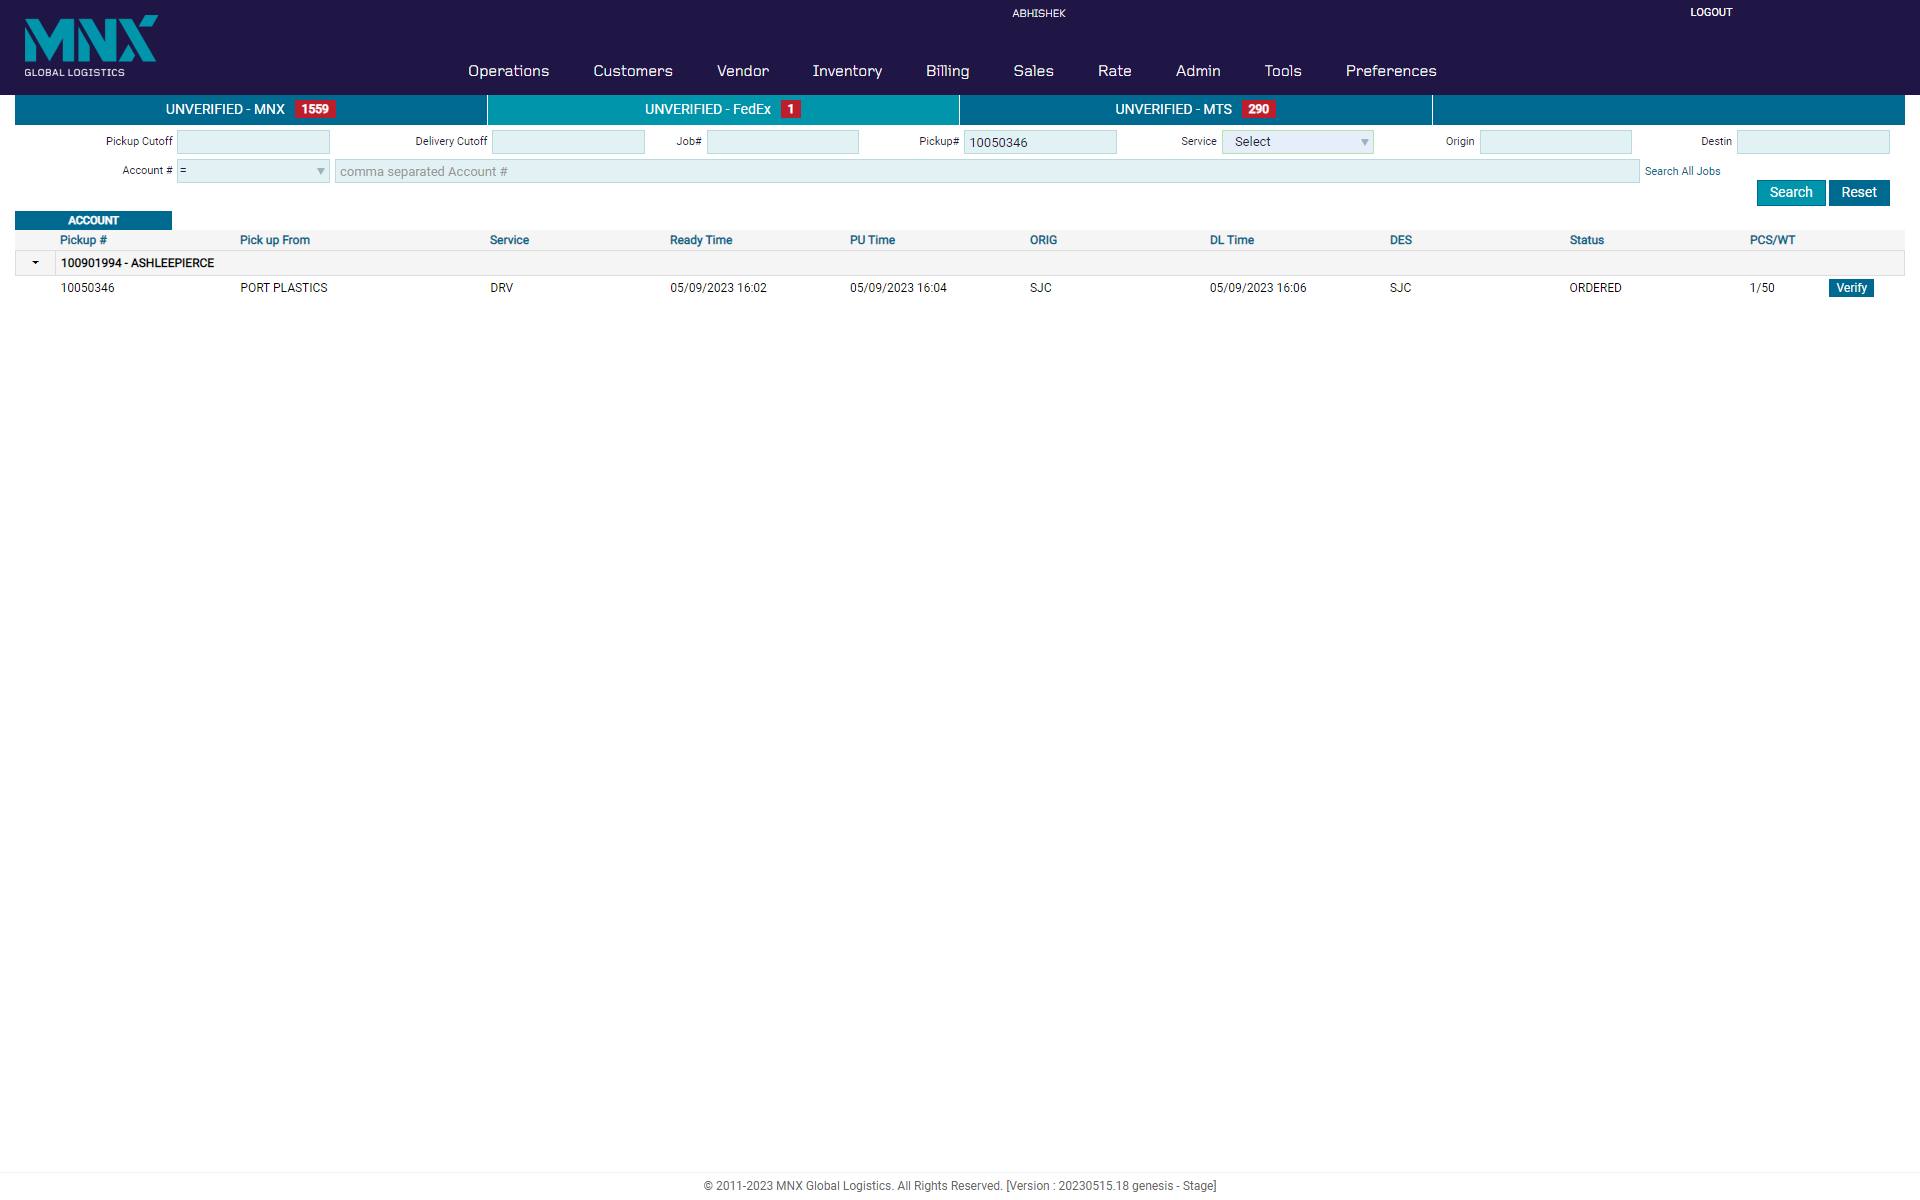 MNX
GLOBAL LOGISTICS
ABHISHEK
LOGOUT
Operations Customers Vendor Inventory Billing Sales Rate Admin Tools Preferences
UNVERIFIED - MNX 1559 UNVERIFIED - FedEx 1 UNVERIFIED - MTS 290
Pickup Cutoff Delivery Cutoff Job# Pickup# 10050346 Service Select Origin Destin
Account # = comma separated Account # Search All Jobs
Search Reset
ACCOUNT
Pickup # Pick up From Service Ready Time PU Time ORIG DL Time DES Status PCS/WT
100901994 - ASHLEEPIERCE
10050346 PORT PLASTICS DRV 05/09/2023 16:02 05/09/2023 16:04 SJC 05/09/2023 16:06 SJC ORDERED 1/50 Verify
© 2011-2023 MNX Global Logistics. All Rights Reserved. [Version : 20230515.18 genesis - Stage]